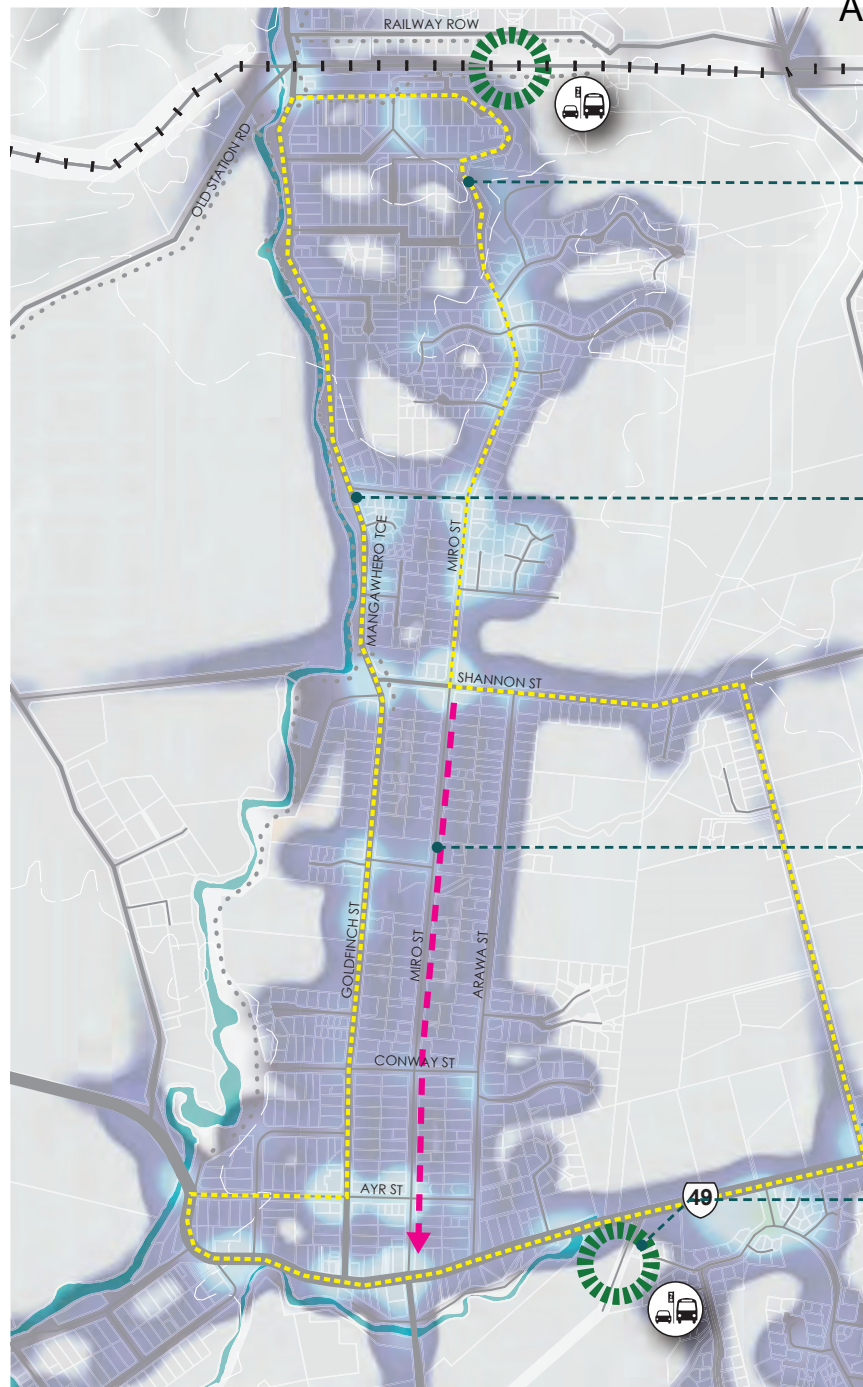 A
RAILWAY ROW
OLD STATION RD
MANGAWHERO TCE
MIRO ST
SHANNON ST
GOLDFINCH ST
MIRO ST
ARAWA ST
CONWAY ST
AYR ST
49